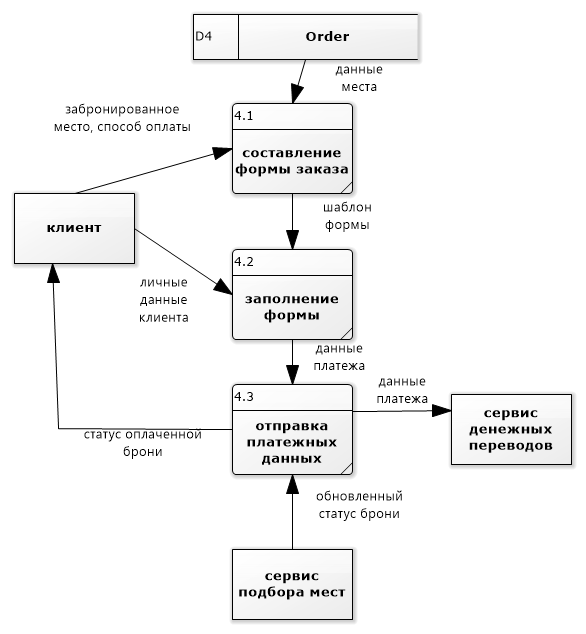 D4
Order
данные
места
забронированное
место, способ оплаты
4.1
составление
формы заказа
клиент
шаблон
формы
4.2
заполнение
формы
личные
данные
клиента
данные
платежа
4.3
отправка
платежных
данных
данные
платежа
сервис
денежных
переводов
статус оплаченной
брони
обновленный
статус брони
сервис
подбора мест